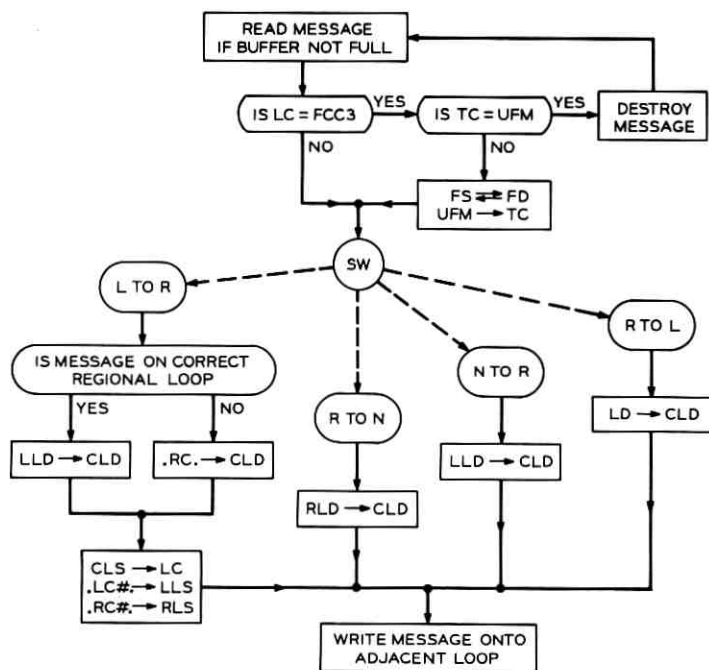 READ MESSAGE
IF BUFFER NOT FULL
IS LC = FCC3
YES
IS TC = UFM
YES
DESTROY
MESSAGE
NO
NO
FS ⇌ FD
UFM → TC
SW
L TO R
R TO L
IS MESSAGE ON CORRECT
REGIONAL LOOP
N TO R
YES
NO
R TO N
LD → CLD
LLD → CLD
.RC. → CLD
LLD → CLD
RLD → CLD
CLS → LC
.LC#. → LLS
.RC#. → RLS
WRITE MESSAGE ONTO
ADJACENT LOOP